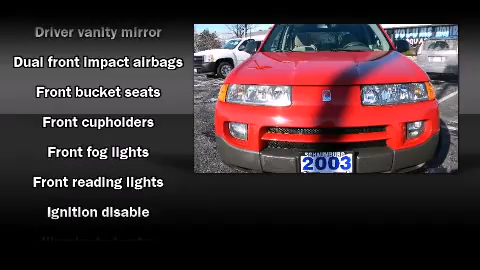 Driver vanity mirror
Dual front impact airbags
Front bucket seats
Front cupholders
Front fog lights
Front reading lights
Ignition disable
SCHAUMBURG
2003